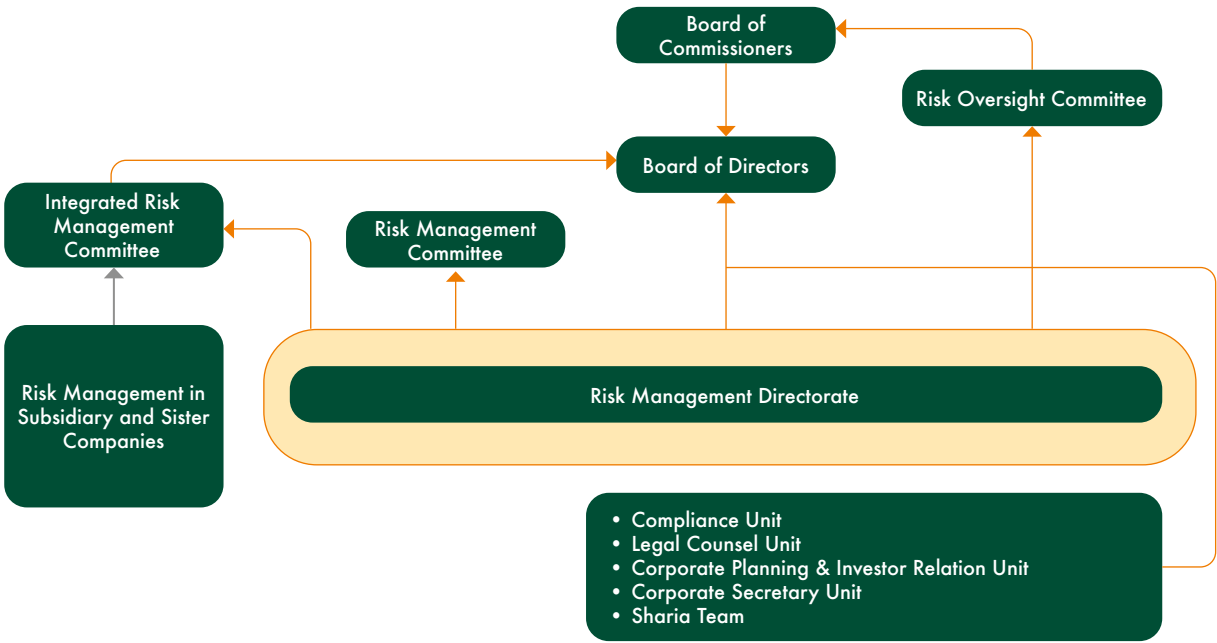 Board of
Commissioners
Risk Oversight Committee
Board of Directors
Integrated Risk
Management
Committee
Risk Management
Committee
Risk Management in
Subsidiary and Sister
Companies
Risk Management Directorate
• Compliance Unit
• Legal Counsel Unit
• Corporate Planning & Investor Relation Unit
• Corporate Secretary Unit
• Sharia Team